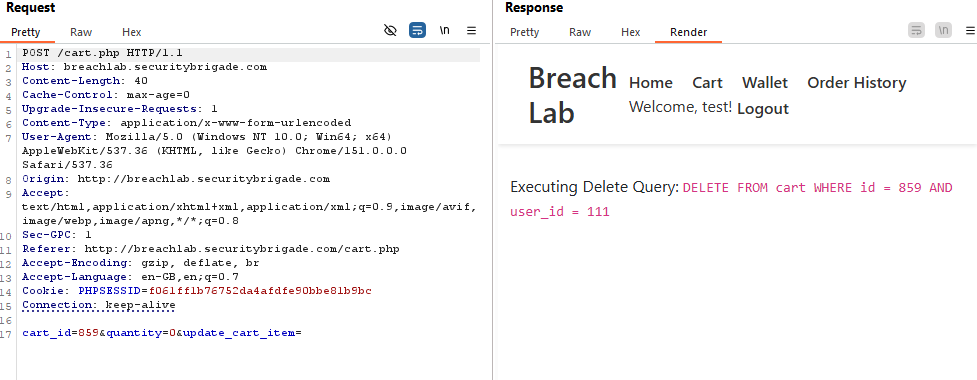 Request
Pretty Raw Hex \n
1 POST /cart.php HTTP/1.1
2 Host: breachlab.securitybrigade.com
3 Content-Length: 40
4 Cache-Control: max-age=0
5 Upgrade-Insecure-Requests: 1
6 Content-Type: application/x-www-form-urlencoded
7 User-Agent: Mozilla/5.0 (Windows NT 10.0; Win64; x64)
AppleWebKit/537.36 (KHTML, like Gecko) Chrome/151.0.0.0
Safari/537.36
8 Origin: http://breachlab.securitybrigade.com
9 Accept:
text/html,application/xhtml+xml,application/xml;q=0.9,image/avif,
image/webp,image/apng,*/*;q=0.8
10 Sec-GPC: 1
11 Referer: http://breachlab.securitybrigade.com/cart.php
12 Accept-Encoding: gzip, deflate, br
13 Accept-Language: en-GB,en;q=0.7
14 Cookie: PHPSESSID=f061ff1b76752da4afdfe90bbe81b9bc
15 Connection: keep-alive
16
17 cart_id=859&quantity=0&update_cart_item=
Response
Pretty Raw Hex Render \n
Breach
Lab
Home Cart Wallet Order History
Welcome, test! Logout
Executing Delete Query: DELETE FROM cart WHERE id = 859 AND
user_id = 111